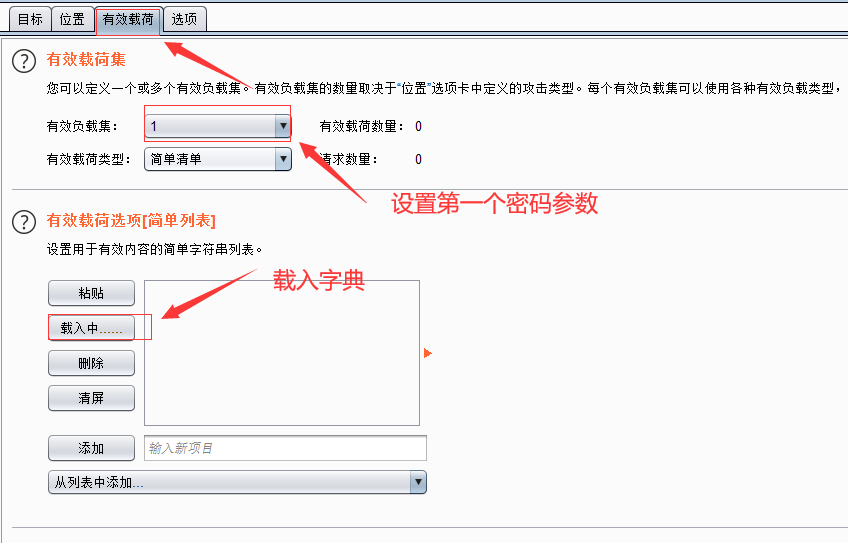 目标 位置 有效载荷 选项
? 有效载荷集
您可以定义一个或多个有效负载集。有效负载集的数量取决于“位置”选项卡中定义的攻击类型。每个有效负载集可以使用各种有效负载类型，
有效负载集： 1 有效载荷数量： 0
有效载荷类型： 简单清单 请求数量： 0
设置第一个密码参数
? 有效载荷选项[简单列表]
设置用于有效内容的简单字符串列表。
载入字典
粘贴
载入中......
删除
清屏
添加 输入新项目
从列表中添加...